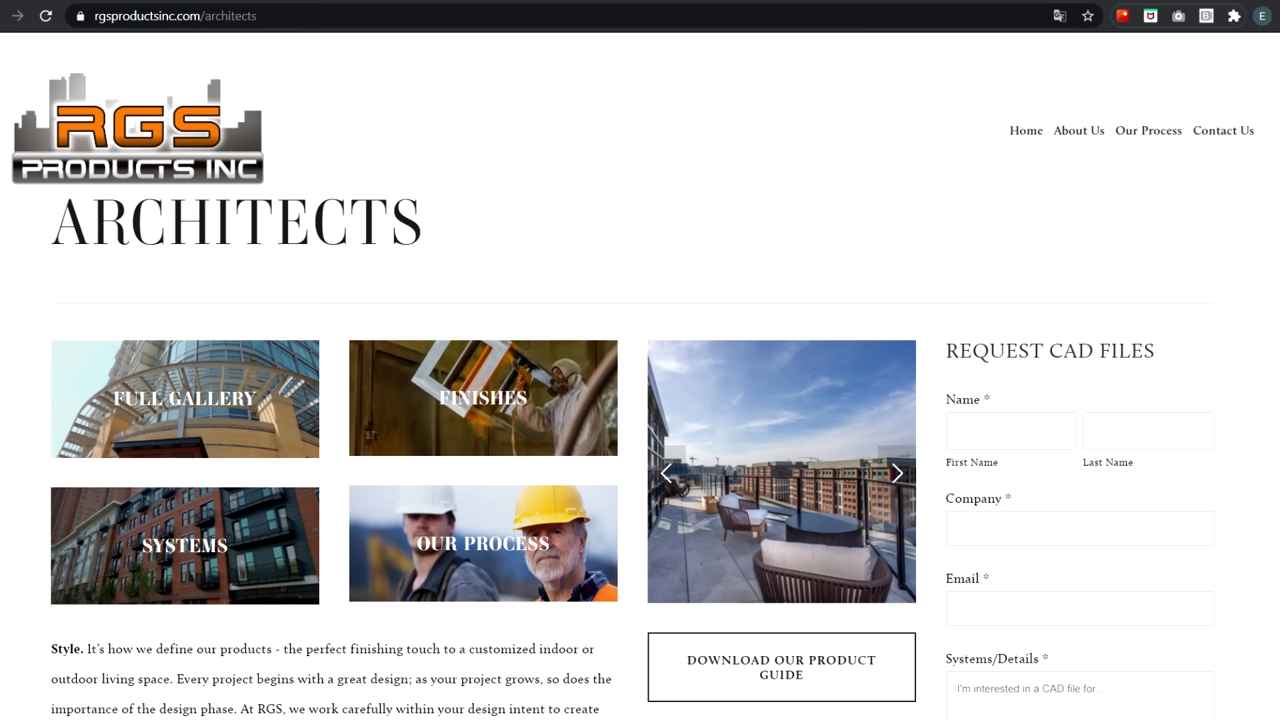 rgsproductsinc.com/architects
E
RGS
PRODUCTS INC
Home About Us Our Process Contact Us
ARCHITECTS
FULL GALLERY
FINISHES
SYSTEMS
OUR PROCESS
Style. It's how we define our products - the perfect finishing touch to a customized indoor or
outdoor living space. Every project begins with a great design; as your project grows, so does the
importance of the design phase. At RGS, we work carefully within your design intent to create
DOWNLOAD OUR PRODUCT
GUIDE
REQUEST CAD FILES
Name *
First Name Last Name
Company *
Email *
Systems/Details *
I'm interested in a CAD file for...